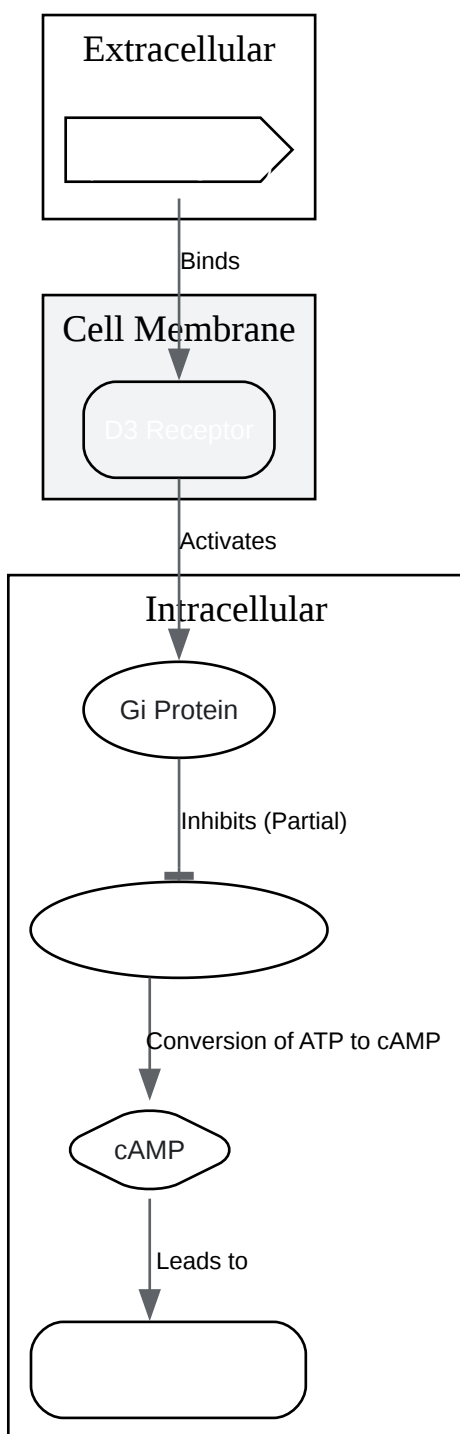 Extracellular
Binds
Cell Membrane
D3 Receptor
Activates
Intracellular
Gi Protein
Inhibits (Partial)
Conversion of ATP to cAMP
cAMP
Leads to